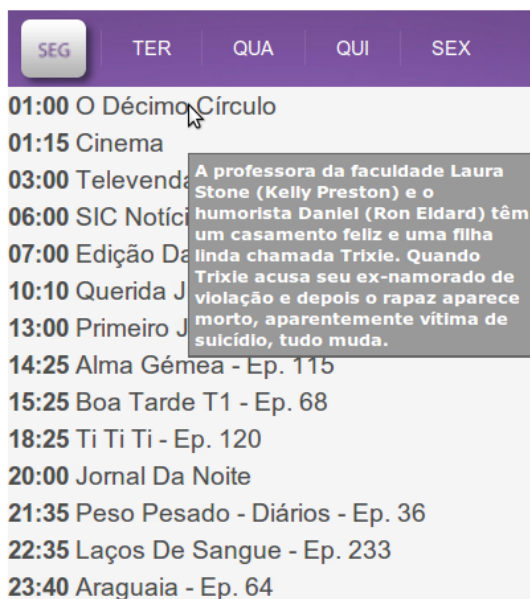 SEG TER QUA QUI SEX
01:00 O Décimo Círculo
01:15 Cinema
03:00
06:00 SIC
07:00 Edição
10:10 Querida
13:00 Primeiro
A professora da faculdade Laura
Stone (Kelly Preston) e o
humorista Daniel (Ron Eldard) têm
um casamento feliz e uma filha
linda chamada Trixie. Quando
Trixie acusa seu ex-namorado de
violação e depois o rapaz aparece
morto, aparentemente vítima de
suicídio, tudo muda.
14:25 Alma Gémea - Ep. 115
15:25 Boa Tarde T1 - Ep. 68
18:25 Ti Ti Ti - Ep. 120
20:00 Jornal Da Noite
21:35 Peso Pesado - Diários - Ep. 36
22:35 Laços De Sangue - Ep. 233
23:40 Araguaia - Ep. 64